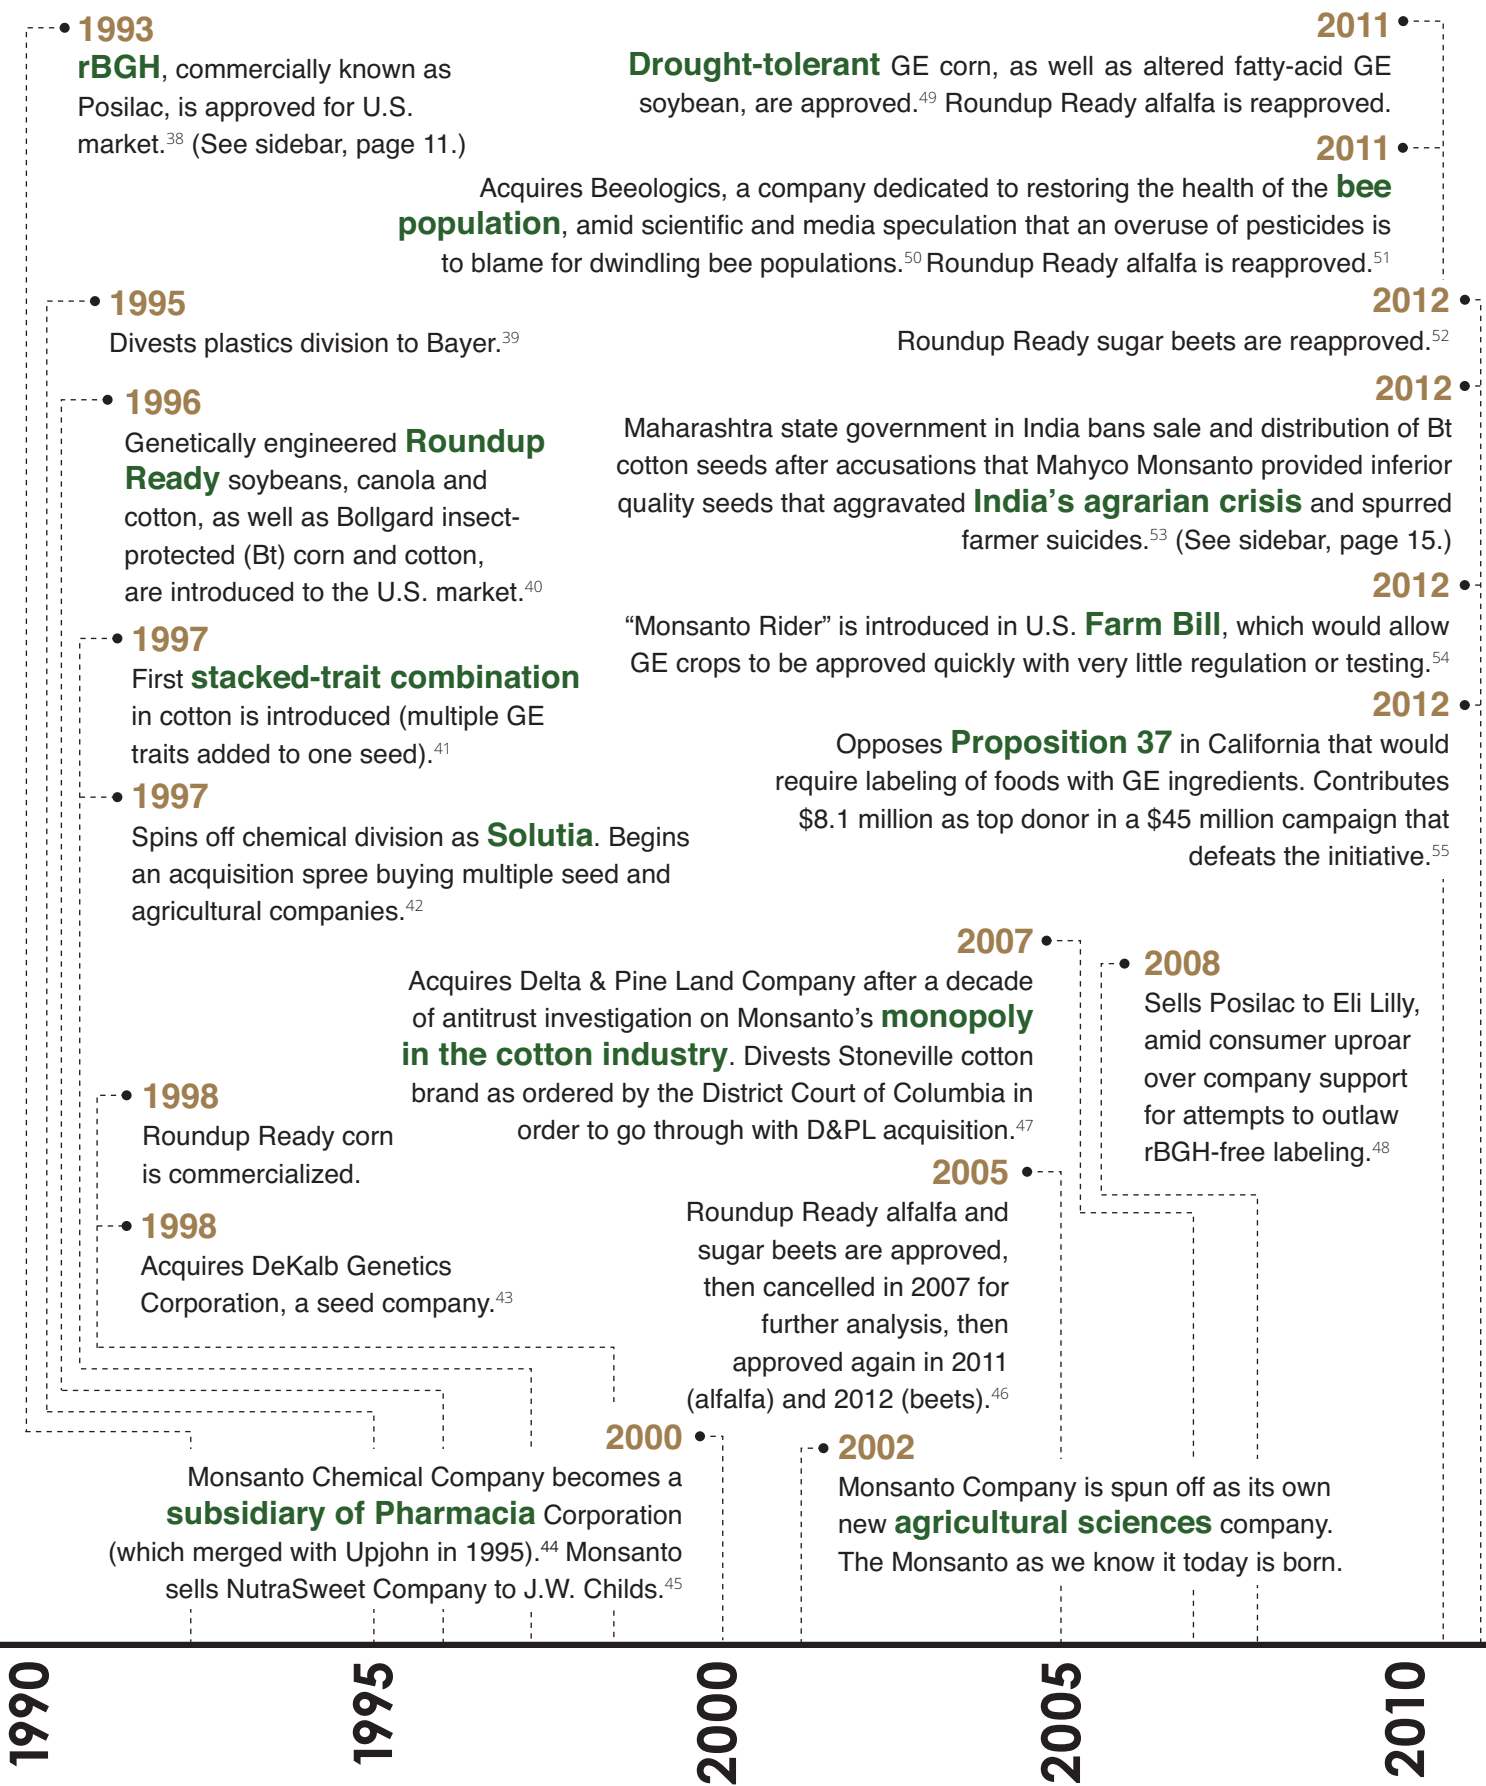 1993
rBGH, commercially known as
Posilac, is approved for U.S.
market.38 (See sidebar, page 11.)
1995
Divests plastics division to Bayer.39
1996
Genetically engineered Roundup
Ready soybeans, canola and
cotton, as well as Bollgard insect-
protected (Bt) corn and cotton,
are introduced to the U.S. market.40
1997
First stacked-trait combination
in cotton is introduced (multiple GE
traits added to one seed).41
1997
Spins off chemical division as Solutia. Begins
an acquisition spree buying multiple seed and
agricultural companies.42
1998
Roundup Ready corn
is commercialized.
1998
Acquires DeKalb Genetics
Corporation, a seed company.43
2000
Monsanto Chemical Company becomes a
subsidiary of Pharmacia Corporation
(which merged with Upjohn in 1995).44 Monsanto
sells NutraSweet Company to J.W. Childs.45
2002
Monsanto Company is spun off as its own
new agricultural sciences company.
The Monsanto as we know it today is born.
2005
Roundup Ready alfalfa and
sugar beets are approved,
then cancelled in 2007 for
further analysis, then
approved again in 2011
(alfalfa) and 2012 (beets).46
2007
Acquires Delta & Pine Land Company after a decade
of antitrust investigation on Monsanto's monopoly
in the cotton industry. Divests Stoneville cotton
brand as ordered by the District Court of Columbia in
order to go through with D&PL acquisition.47
2008
Sells Posilac to Eli Lilly,
amid consumer uproar
over company support
for attempts to outlaw
rBGH-free labeling.48
2011
Drought-tolerant GE corn, as well as altered fatty-acid GE
soybean, are approved.49 Roundup Ready alfalfa is reapproved.
2011
Acquires Beeologics, a company dedicated to restoring the health of the bee
population, amid scientific and media speculation that an overuse of pesticides is
to blame for dwindling bee populations.50 Roundup Ready alfalfa is reapproved.51
2012
Roundup Ready sugar beets are reapproved.52
2012
Maharashtra state government in India bans sale and distribution of Bt
cotton seeds after accusations that Mahyco Monsanto provided inferior
quality seeds that aggravated India's agrarian crisis and spurred
farmer suicides.53 (See sidebar, page 15.)
2012
“Monsanto Rider” is introduced in U.S. Farm Bill, which would allow
GE crops to be approved quickly with very little regulation or testing.54
2012
Opposes Proposition 37 in California that would
require labeling of foods with GE ingredients. Contributes
$8.1 million as top donor in a $45 million campaign that
defeats the initiative.55
1990
1995
2000
2005
2010